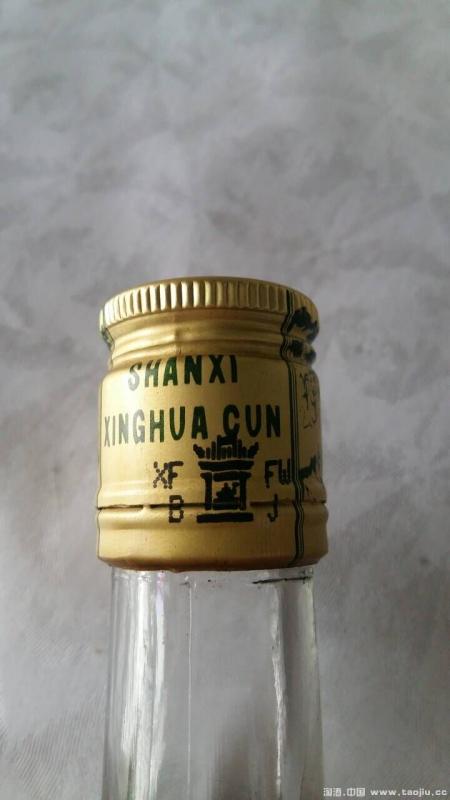 SHANXI
XINGHUA CUN
XF FW
B J
淘酒.中国 www.taojiu.cc